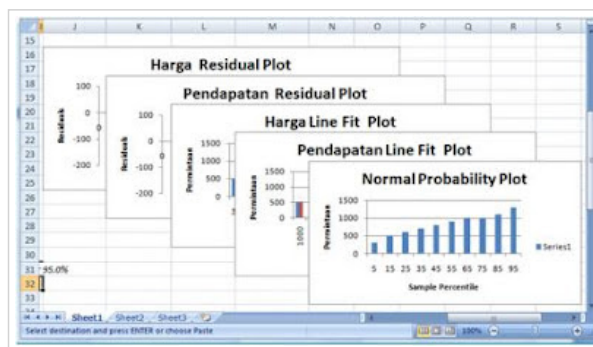 J K L M N O P Q R S
15
16
17
18
19
20
21
22
23
24
25
26
27
28
29
30
31 95.0%
32
33
Harga Residual Plot
Residuals
100
0
-100
-200
0
Pendapatan Residual Plot
Residuals
100
0
-100
-200
0
Harga Line Fit Plot
Permintaan
1500
1000
500
0
Pendapatan Line Fit Plot
Permintaan
1500
1000
500
0
1000
Normal Probability Plot
Permintaan
1500
1000
500
0
5 15 25 35 45 55 65 75 85 95
Sample Percentile
Series1
Sheet1 Sheet2 Sheet3
Select destination and press ENTER or choose Paste
100%